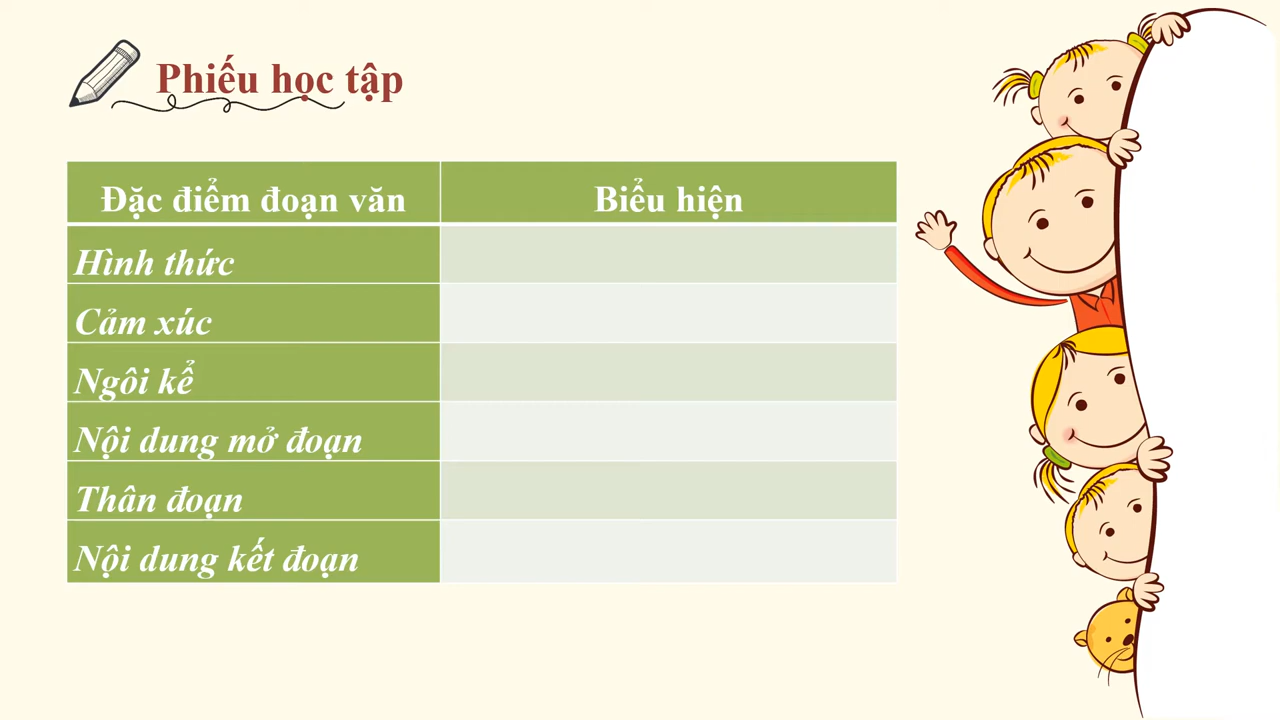 Phiếu học tập
Đặc điểm đoạn văn
Biểu hiện
Hình thức
Cảm xúc
Ngôi kể
Nội dung mở đoạn
Thân đoạn
Nội dung kết đoạn